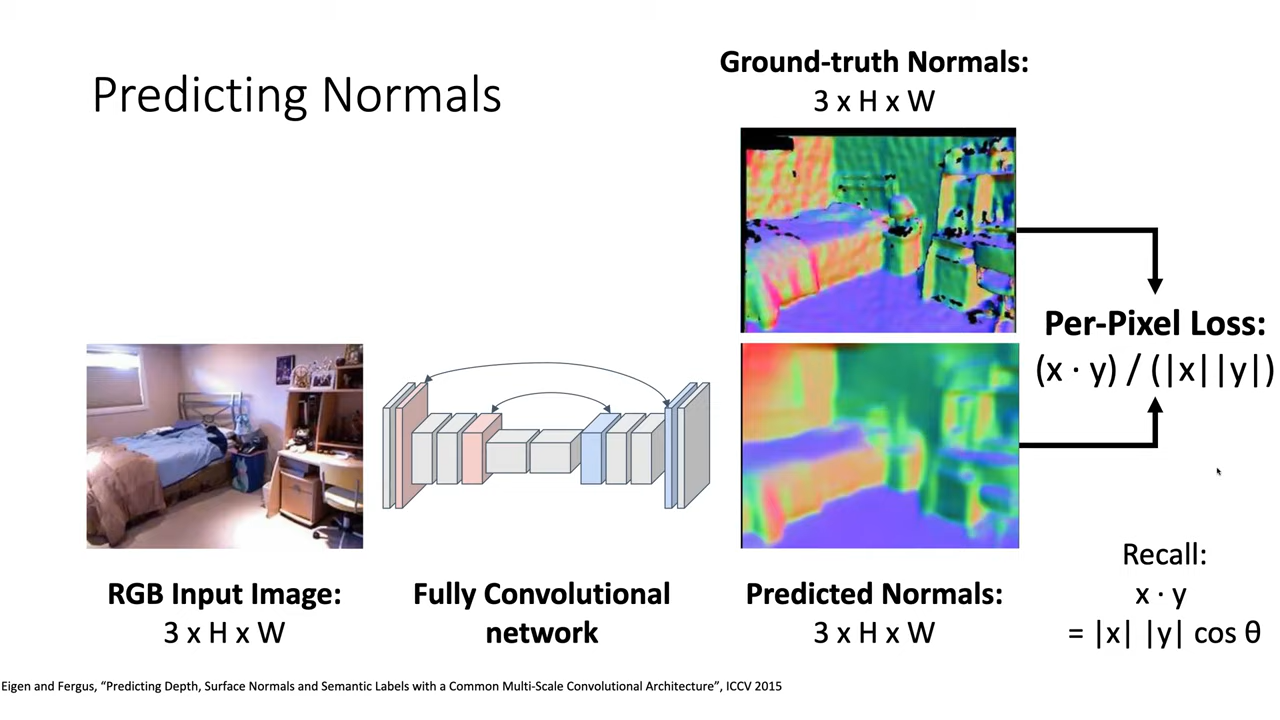 Predicting Normals
Ground-truth Normals:
3 x H x W
Per-Pixel Loss:
(x · y) / (|x||y|)
RGB Input Image:
3 x H x W
Fully Convolutional
network
Predicted Normals:
3 x H x W
Recall:
x · y
= |x| |y| cos θ
Eigen and Fergus, “Predicting Depth, Surface Normals and Semantic Labels with a Common Multi-Scale Convolutional Architecture”, ICCV 2015